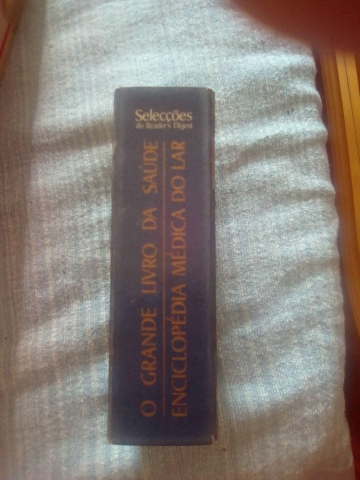 Selecções
do Reader's Digest
O GRANDE LIVRO DA SAÚDE
ENCICLOPÉDIA MÉDICA DO LAR